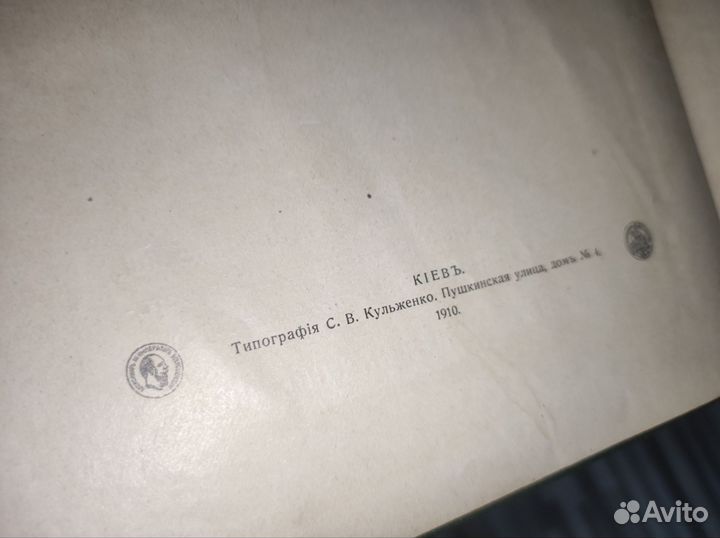 КІЕВЪ.
Типографія С. В. Кульженко. Пушкинская улица, домъ № 4.
1910.
Avito